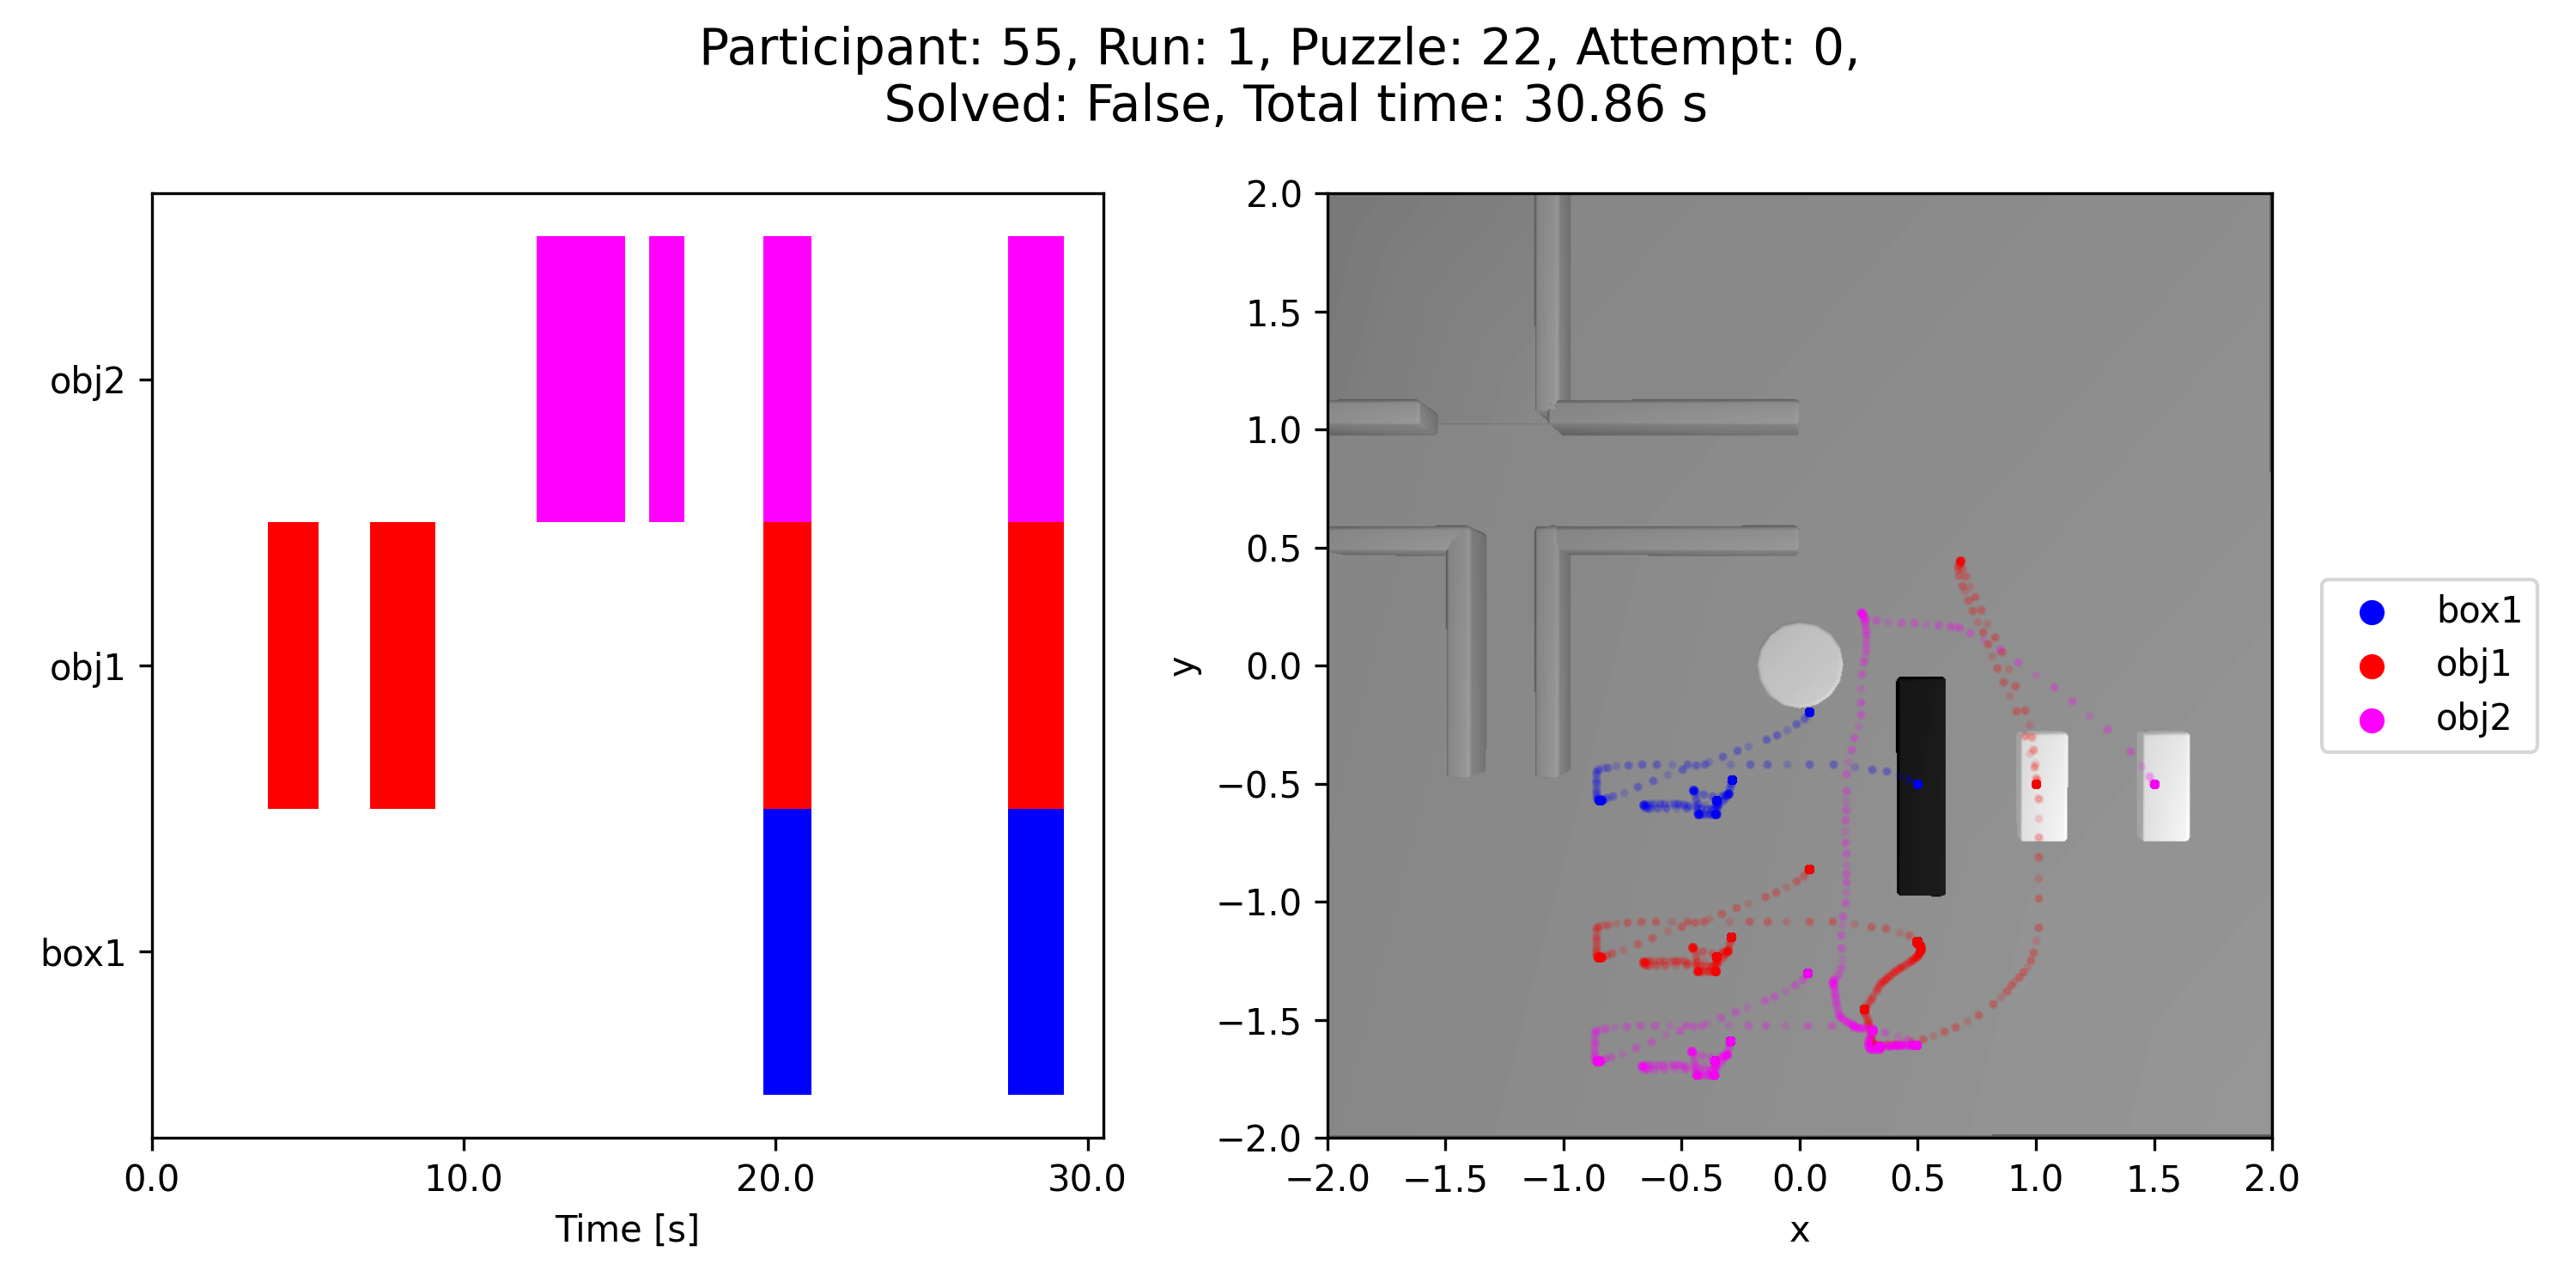 Participant: 55, Run: 1, Puzzle: 22, Attempt: 0,
Solved: False, Total time: 30.86 s
obj2
obj1
box1
0.0 10.0 20.0 30.0
Time [s]
2.0
1.5
1.0
0.5
0.0
−0.5
−1.0
−1.5
−2.0
y
−2.0 −1.5 −1.0 −0.5 0.0 0.5 1.0 1.5 2.0
x
box1
obj1
obj2